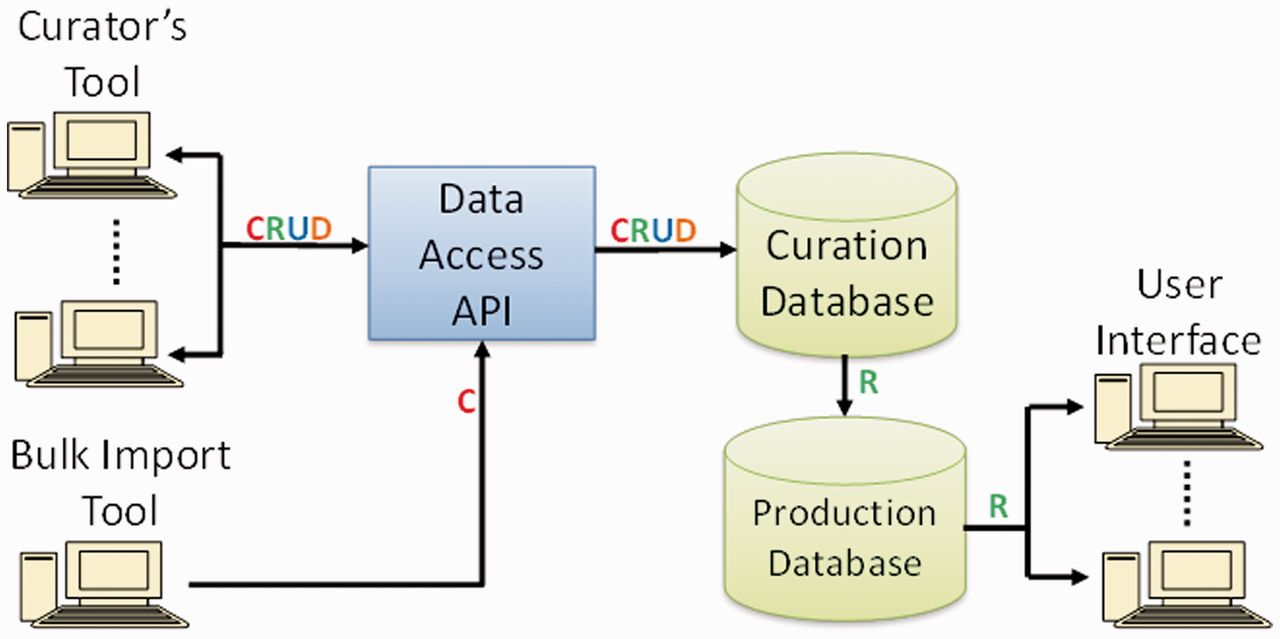 Curator's
Tool
CRUD
Data
Access
API
CRUD
Curation
Database
User
Interface
R
C
Bulk Import
Tool
Production
Database
R